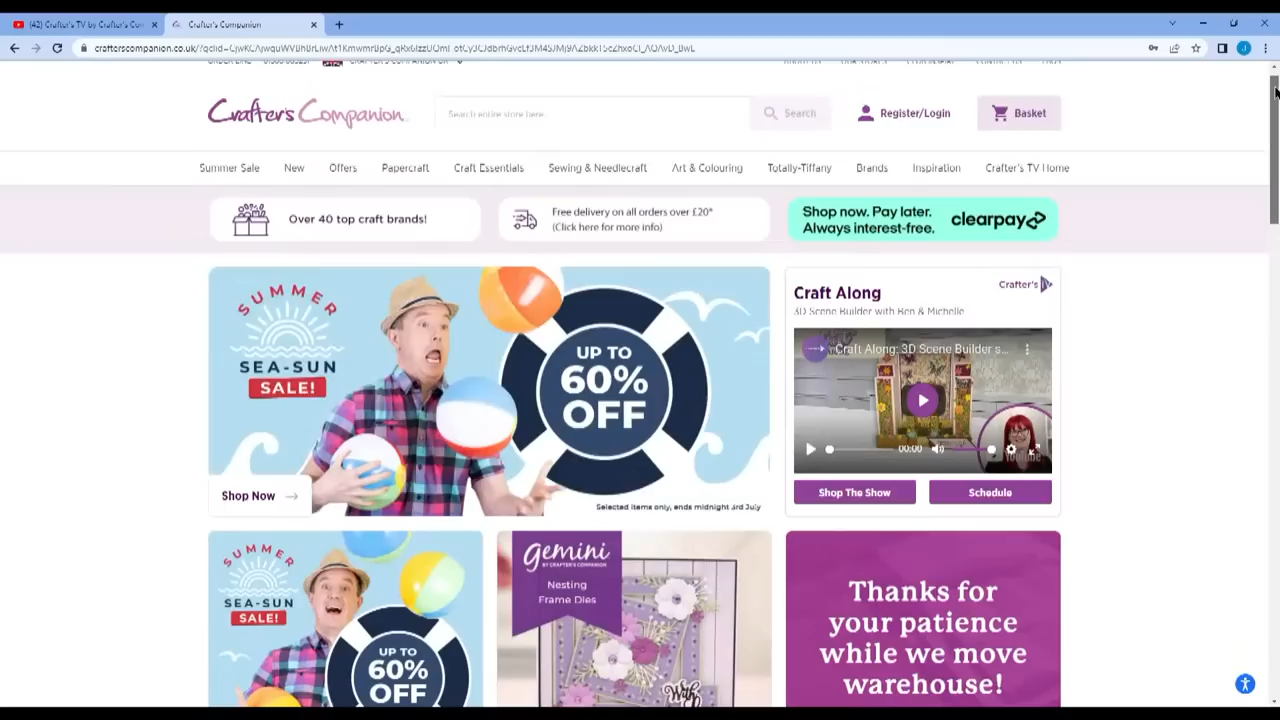 (42) Crafter's TV by Crafter's Com
Crafter's Companion
Crafter's Companion
Search entire store here...
Search
Register/Login
Basket
Summer Sale
New
Offers
Papercraft
Craft Essentials
Sewing & Needlecraft
Art & Colouring
Totally-Tiffany
Brands
Inspiration
Crafter's TV Home
Over 40 top craft brands!
Free delivery on all orders over £20*
(Click here for more info)
Shop now. Pay later.
Always interest-free.
clearpay
SUMMER
SEA-SUN
SALE!
UP TO
60%
OFF
Shop Now
Selected items only, ends midnight 3rd July
Crafter's TV
Craft Along
3D Scene Builder with Ben & Michelle
Craft Along: 3D Scene Builder s...
00:00
YouTube
Shop The Show
Schedule
SUMMER
SEA-SUN
SALE!
UP TO
60%
OFF
gemini
BY CRAFTER'S COMPANION
Nesting
Frame Dies
With
Thanks for
your patience
while we move
warehouse!